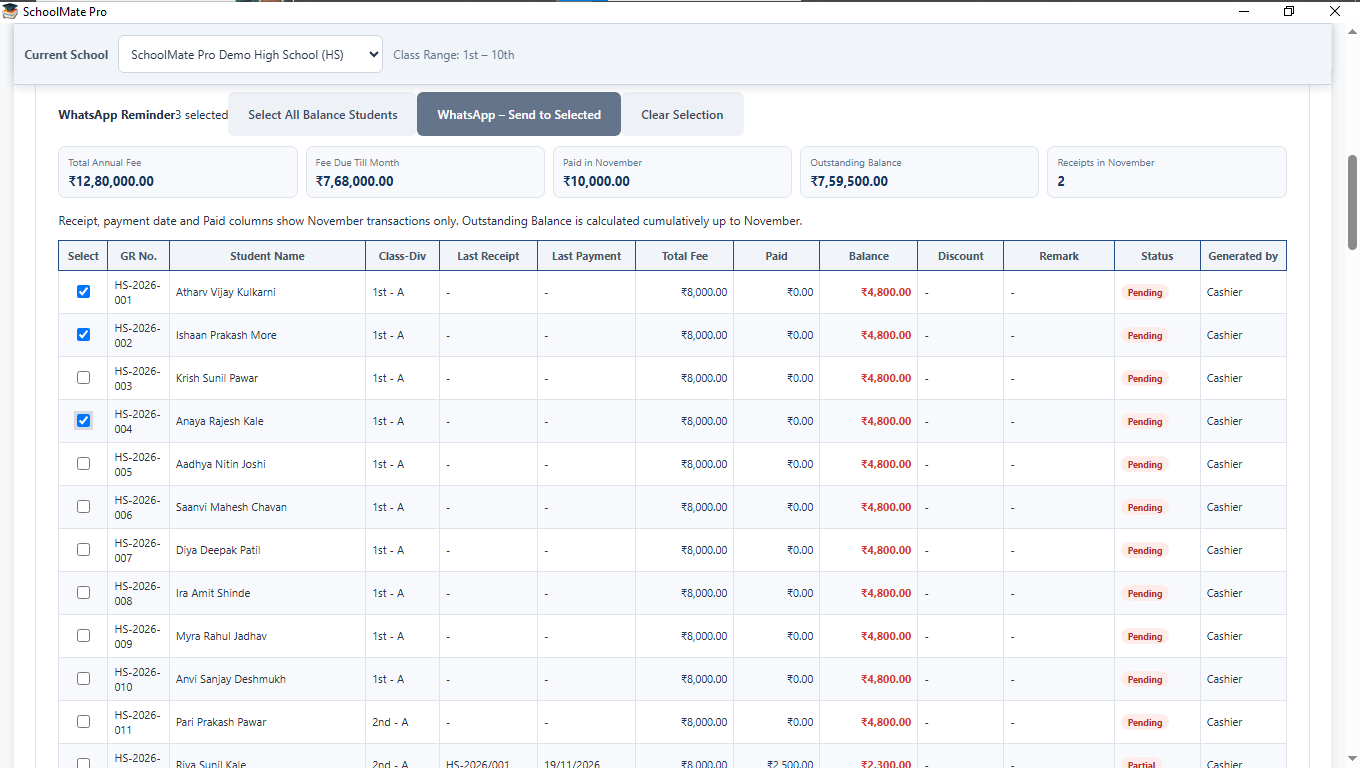 SchoolMate Pro
Current School SchoolMate Pro Demo High School (HS) Class Range: 1st – 10th
WhatsApp Reminder3 selected Select All Balance Students WhatsApp – Send to Selected Clear Selection
Total Annual Fee Fee Due Till Month Paid in November Outstanding Balance Receipts in November
₹12,80,000.00 ₹7,68,000.00 ₹10,000.00 ₹7,59,500.00 2
Receipt, payment date and Paid columns show November transactions only. Outstanding Balance is calculated cumulatively up to November.
Select GR No. Student Name Class-Div Last Receipt Last Payment Total Fee Paid Balance Discount Remark Status Generated by
HS-2026-001 Atharv Vijay Kulkarni 1st - A - - ₹8,000.00 ₹0.00 ₹4,800.00 - - Pending Cashier
HS-2026-002 Ishaan Prakash More 1st - A - - ₹8,000.00 ₹0.00 ₹4,800.00 - - Pending Cashier
HS-2026-003 Krish Sunil Pawar 1st - A - - ₹8,000.00 ₹0.00 ₹4,800.00 - - Pending Cashier
HS-2026-004 Anaya Rajesh Kale 1st - A - - ₹8,000.00 ₹0.00 ₹4,800.00 - - Pending Cashier
HS-2026-005 Aadhya Nitin Joshi 1st - A - - ₹8,000.00 ₹0.00 ₹4,800.00 - - Pending Cashier
HS-2026-006 Saanvi Mahesh Chavan 1st - A - - ₹8,000.00 ₹0.00 ₹4,800.00 - - Pending Cashier
HS-2026-007 Diya Deepak Patil 1st - A - - ₹8,000.00 ₹0.00 ₹4,800.00 - - Pending Cashier
HS-2026-008 Ira Amit Shinde 1st - A - - ₹8,000.00 ₹0.00 ₹4,800.00 - - Pending Cashier
HS-2026-009 Myra Rahul Jadhav 1st - A - - ₹8,000.00 ₹0.00 ₹4,800.00 - - Pending Cashier
HS-2026-010 Anvi Sanjay Deshmukh 1st - A - - ₹8,000.00 ₹0.00 ₹4,800.00 - - Pending Cashier
HS-2026-011 Pari Prakash Pawar 2nd - A - - ₹8,000.00 ₹0.00 ₹4,800.00 - - Pending Cashier
HS-2026- Riya Sunil Kale 2nd - A HS-2026/001 19/11/2026 ₹8,000.00 ₹2,500.00 ₹2,300.00 - - Partial Cashier